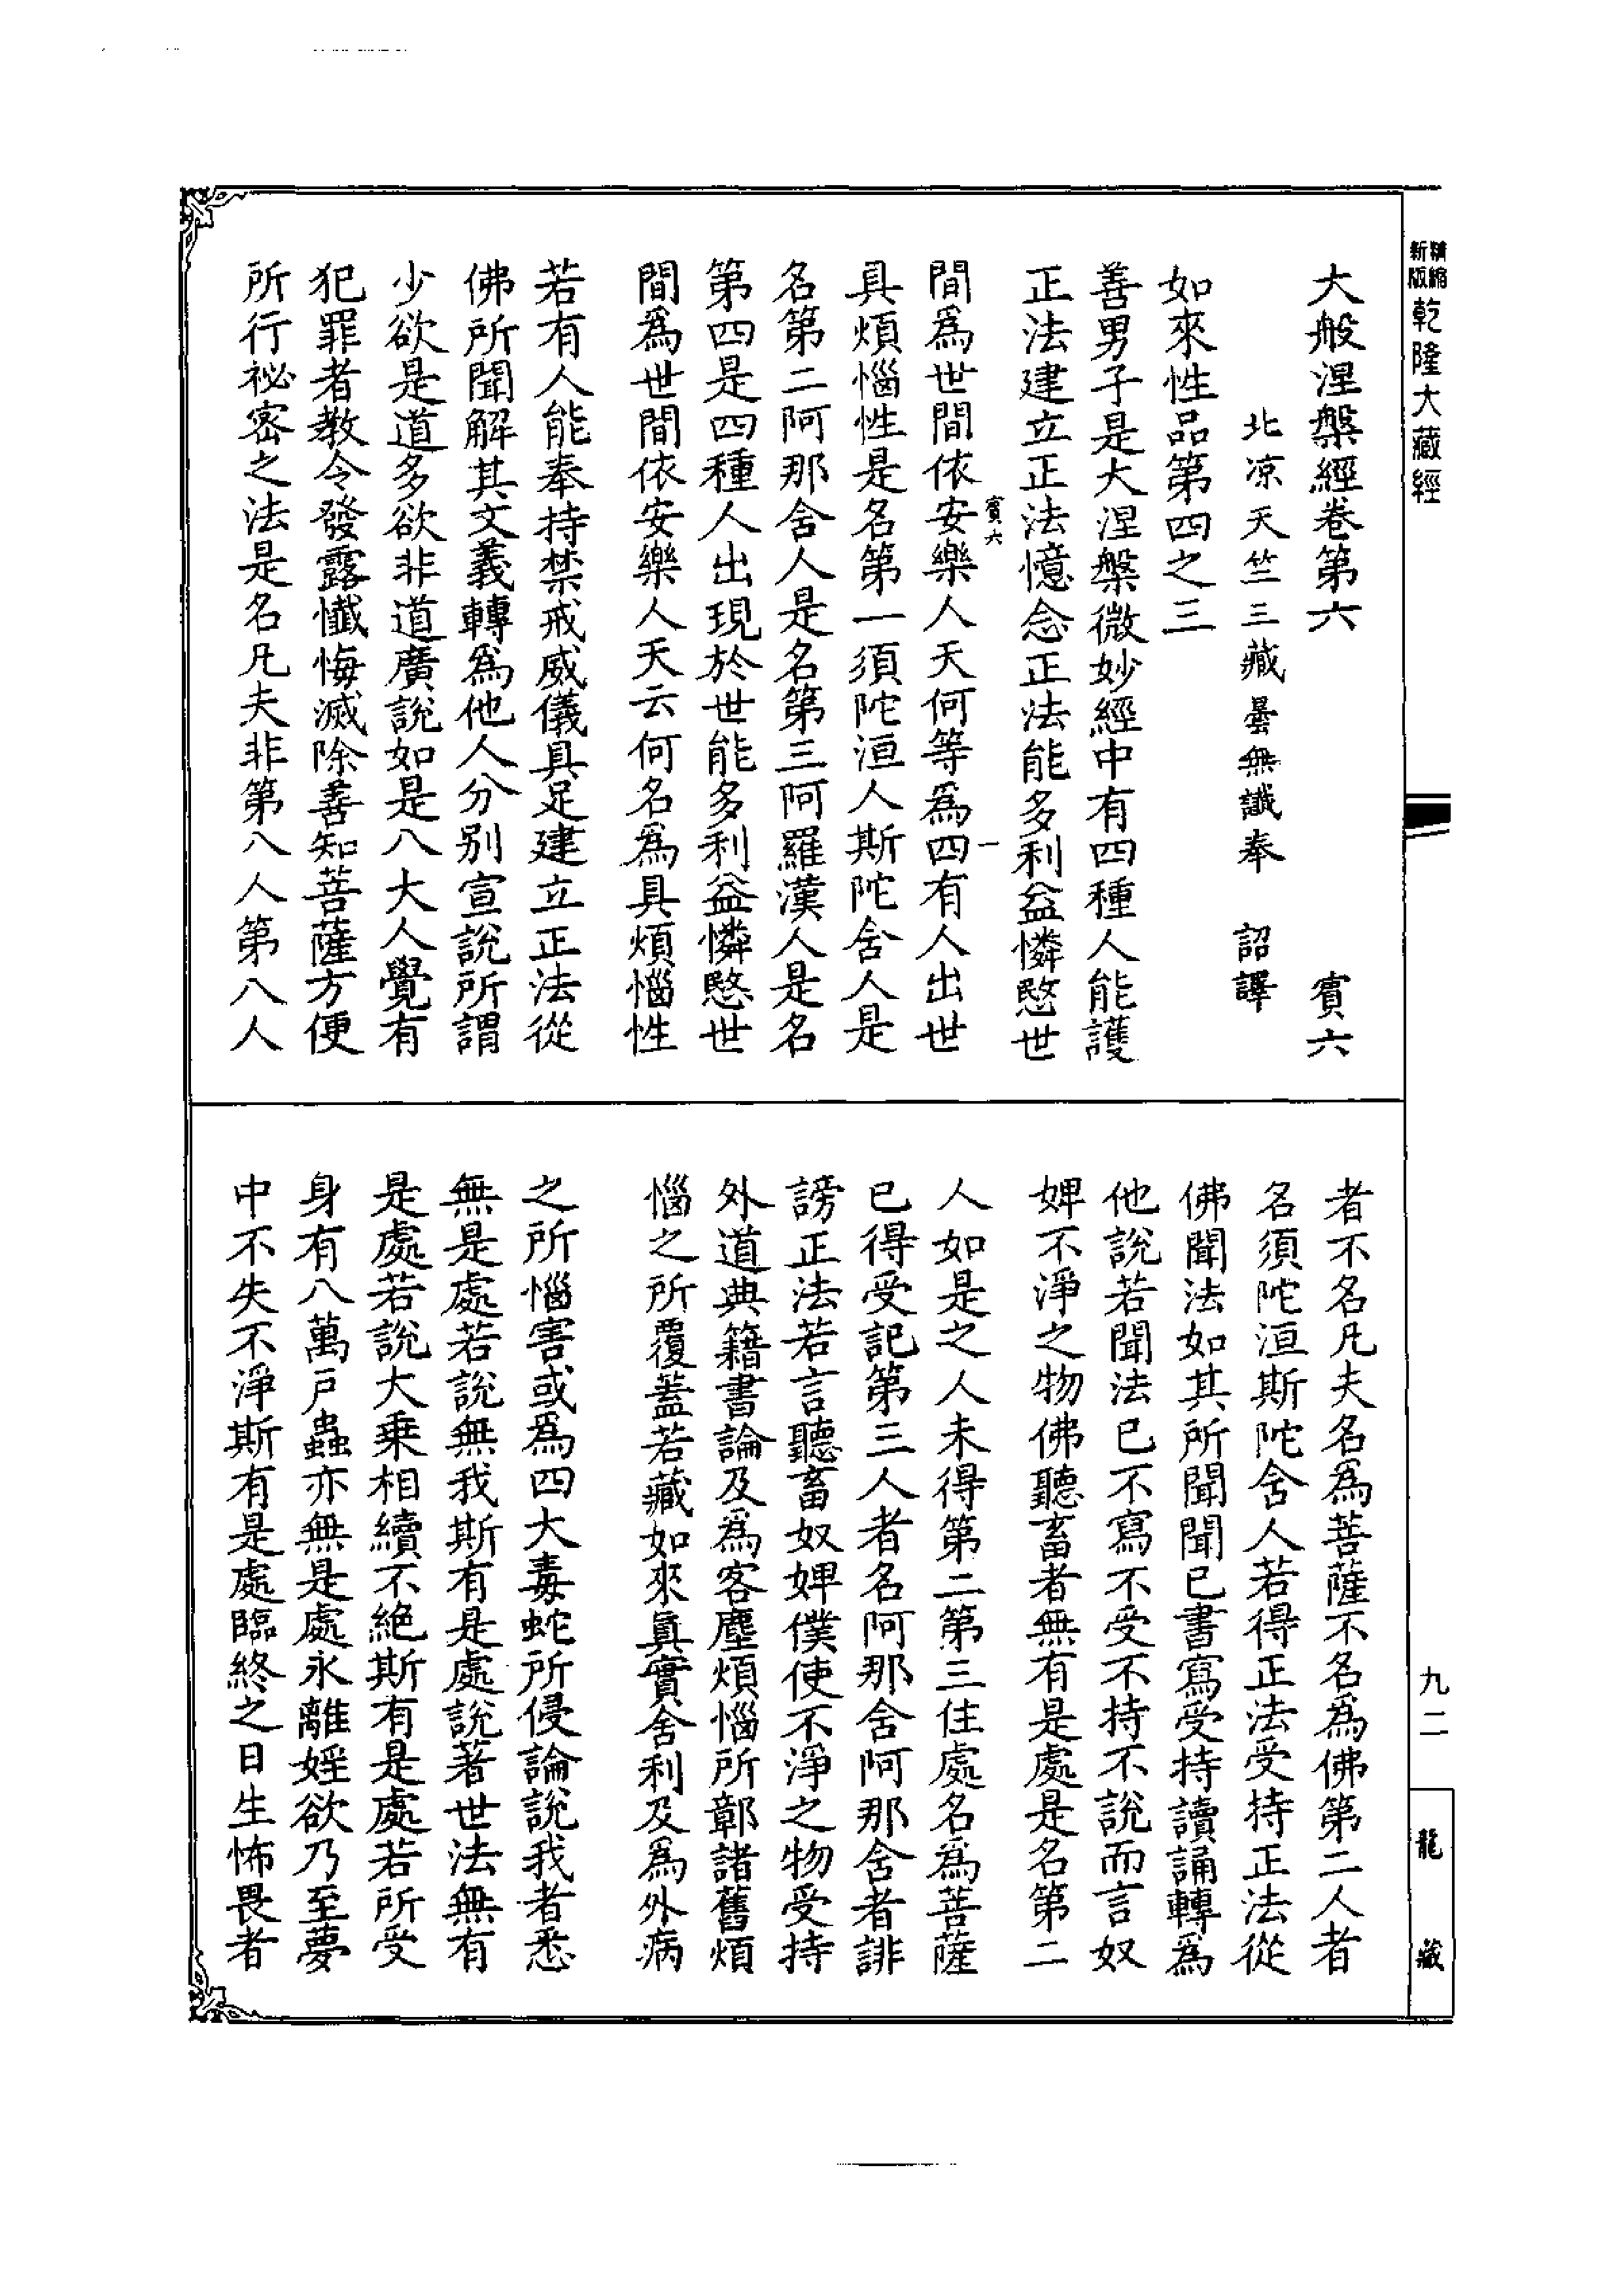 精縮新版乾隆大藏經
大般涅槃經卷第六 賓六
北凉天竺三藏曇無讖奉 詔譯
如來性品第四之三
善男子是大涅槃微妙經中有四種人能護
正法建立正法憶念正法能多利益憐愍世
賓六 一
間爲世間依安樂人天何等爲四有人出世
具煩惱性是名第一須陀洹人斯陀舍人是
名第二阿那舍人是名第三阿羅漢人是名
第四是四種人出現於世能多利益憐愍世
間爲世間依安樂人天云何名爲具煩惱性
若有人能奉持禁戒威儀具足建立正法從
佛所聞解其文義轉爲他人分别宣說所謂
少欲是道多欲非道廣說如是八大人覺有
犯罪者教令發露懺悔滅除善知菩薩方便
所行祕密之法是名凡夫非第八人第八人
者不名凡夫名爲菩薩不名爲佛第二人者
名須陀洹斯陀舍人若得正法受持正法從
佛聞法如其所聞聞已書寫受持讀誦轉爲
他說若聞法已不寫不受不持不說而言奴
婢不淨之物佛聽畜者無有是處是名第二
人如是之人未得第二第三住處名爲菩薩
已得受記第三人者名阿那舍阿那舍者誹
謗正法若言聽畜奴婢僕使不淨之物受持
外道典籍書論及爲客塵煩惱所鄣諸舊煩
惱之所覆蓋若藏如來眞實舍利及爲外病
之所惱害或爲四大毒蛇所侵論說我者悉
無是處若說無我斯有是處說著世法無有
是處若說大乗相續不絶斯有是處若所受
身有八萬戸蟲亦無是處永離婬欲乃至夢
中不失不淨斯有是處臨終之日生怖畏者
九二
龍藏